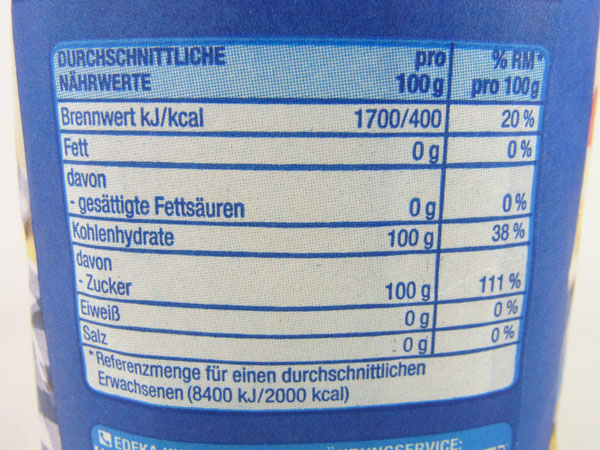 DURCHSCHNITTLICHE NÄHRWERTE pro 100g % RM* pro 100g
Brennwert kJ/kcal 1700/400 20 %
Fett 0 g 0 %
davon
- gesättigte Fettsäuren 0 g 0 %
Kohlenhydrate 100 g 38 %
davon
- Zucker 100 g 111 %
Eiweiß 0 g 0 %
Salz 0 g 0 %
*Referenzmenge für einen durchschnittlichen
Erwachsenen (8400 kJ/2000 kcal)
EDEKA